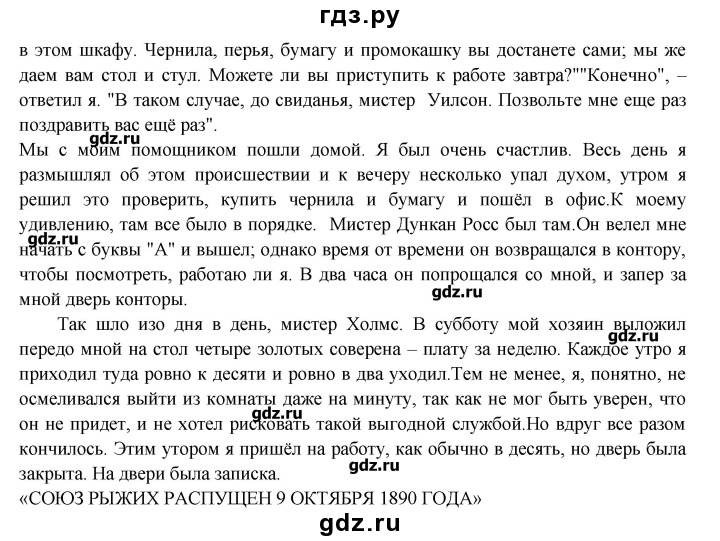 гдз.ру
в этом шкафу. Чернила, перья, бумагу и промокашку вы достанете сами; мы же
даем вам стол и стул. Можете ли вы приступить к работе завтра?""Конечно", –
ответил я. "В таком случае, до свиданья, мистер  Уилсон. Позвольте мне еще раз
поздравить вас ещё раз".
gdz.ru
Мы с моим помощником пошли домой. Я был очень счастлив. Весь день я
размышлял об этом происшествии и к вечеру несколько упал духом, утром я
решил это проверить, купить чернила и бумагу и пошёл в офис.К моему
удивлению, там все было в порядке.  Мистер Дункан Росс был там.Он велел мне
gdz.ru
начать с буквы "А" и вышел; однако время от времени он возвращался в контору,
чтобы посмотреть, работаю ли я. В два часа он попрощался со мной, и запер за
gdz.ru
мной дверь конторы.
Так шло изо дня в день, мистер Холмс. В субботу мой хозяин выложил
gdz.ru
передо мной на стол четыре золотых соверена – плату за неделю. Каждое утро я
приходил туда ровно к десяти и ровно в два уходил.Тем не менее, я, понятно, не
осмеливался выйти из комнаты даже на минуту, так как не мог быть уверен, что
gdz.ru
он не придет, и не хотел рисковать такой выгодной службой.Но вдруг все разом
кончилось. Этим утором я пришёл на работу, как обычно в десять, но дверь была
gdz.ru
закрыта. На двери была записка.
«СОЮЗ РЫЖИХ РАСПУЩЕН 9 ОКТЯБРЯ 1890 ГОДА»
gdz.ru